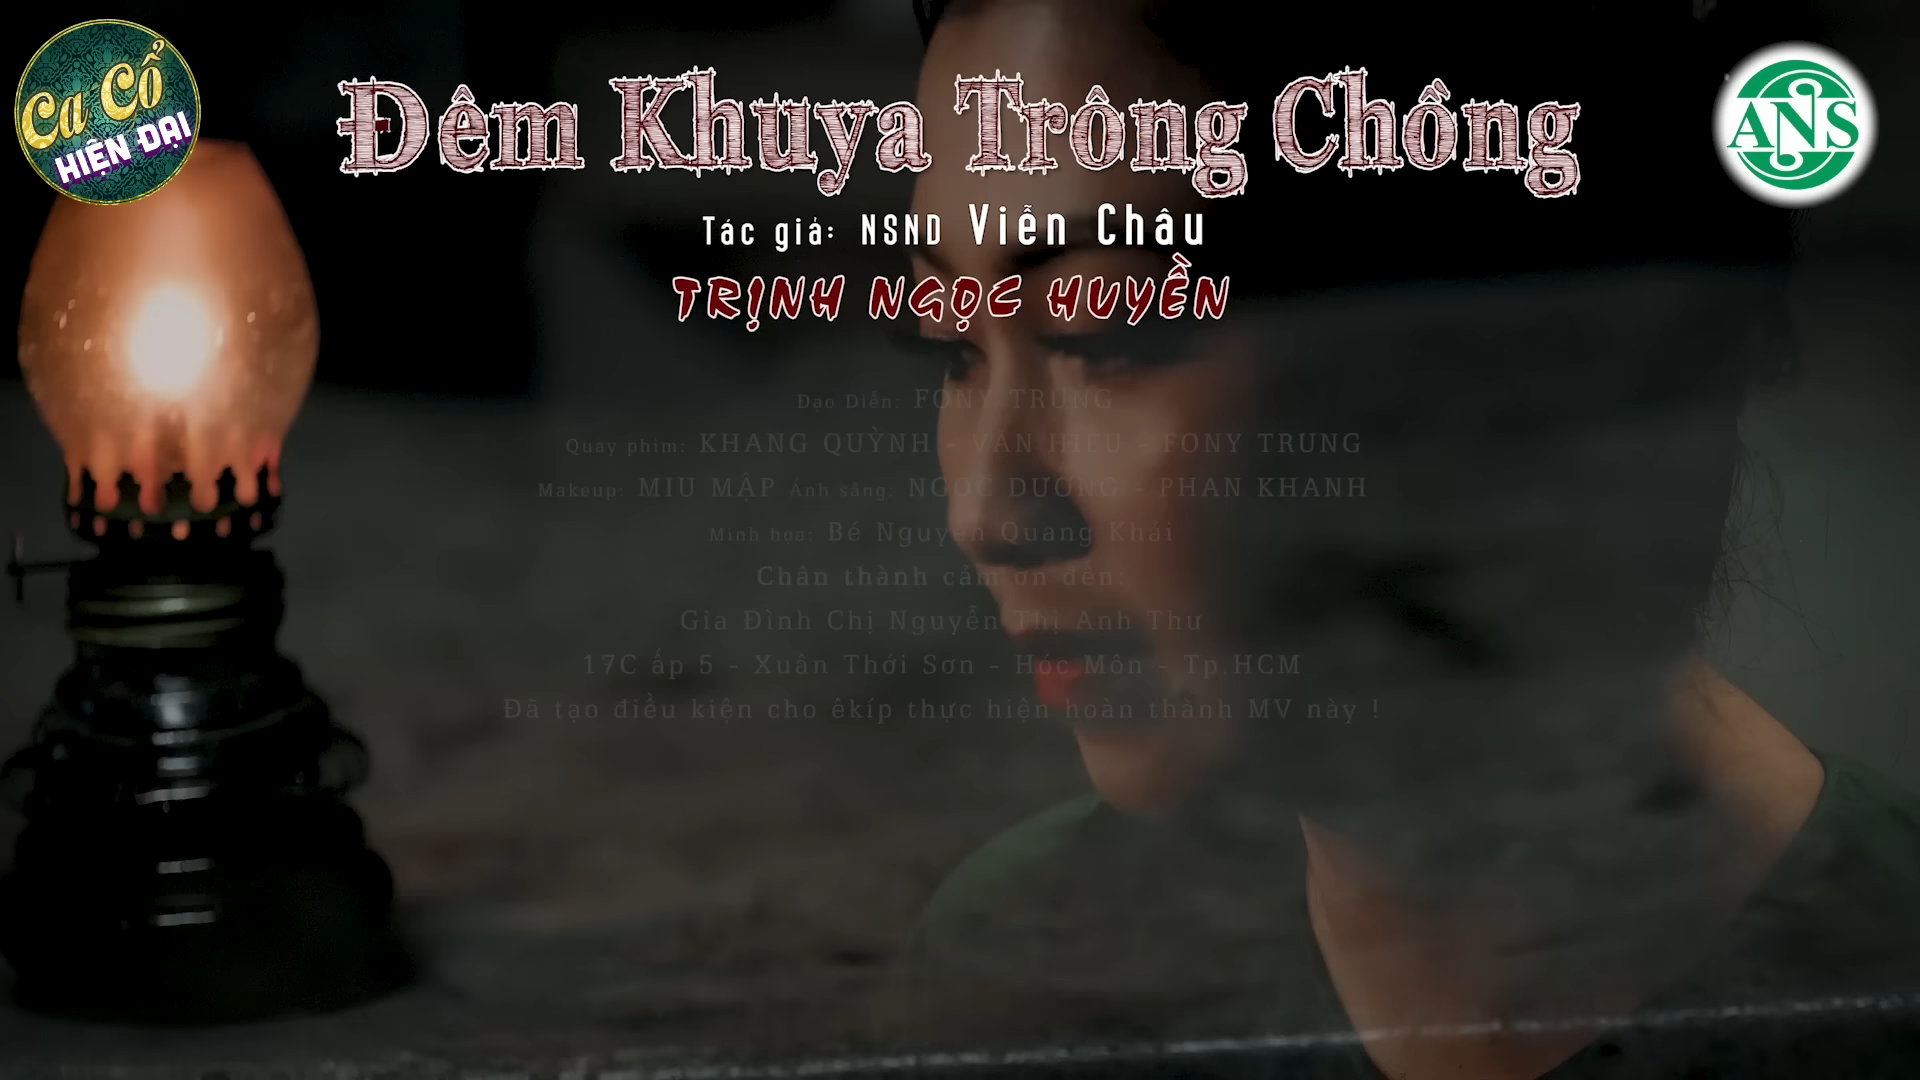 Ca Cổ
HIỆN ĐẠI
Đêm Khuya Trông Chồng
ANS
Tác giả: NSND Viễn Châu
TRỊNH NGỌC HUYỀN
Đạo Diễn: FONY TRUNG
Quay phim: KHANG QUỲNH - VĂN HIẾU - FONY TRUNG
Makeup: MIU MẬP Ánh sáng: NGỌC DƯƠNG - PHAN KHANH
Minh họa: Bé Nguyễn Quang Khải
Chân thành cảm ơn đến:
Gia Đình Chị Nguyễn Thị Anh Thư
17C ấp 5 - Xuân Thới Sơn - Hóc Môn - Tp.HCM
Đã tạo điều kiện cho êkíp thực hiện hoàn thành MV này !